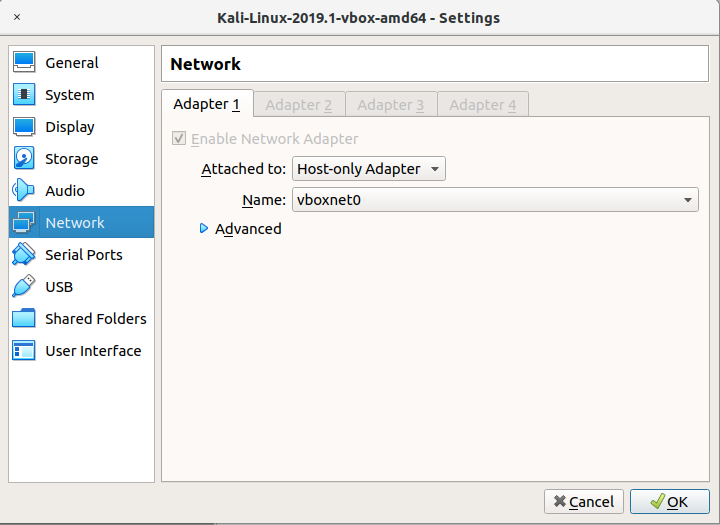 Kali-Linux-2019.1-vbox-amd64 - Settings
General
System
Display
Storage
Audio
Network
Serial Ports
USB
Shared Folders
User Interface
Network
Adapter 1 Adapter 2 Adapter 3 Adapter 4
Enable Network Adapter
Attached to: Host-only Adapter
Name: vboxnet0
Advanced
Cancel OK